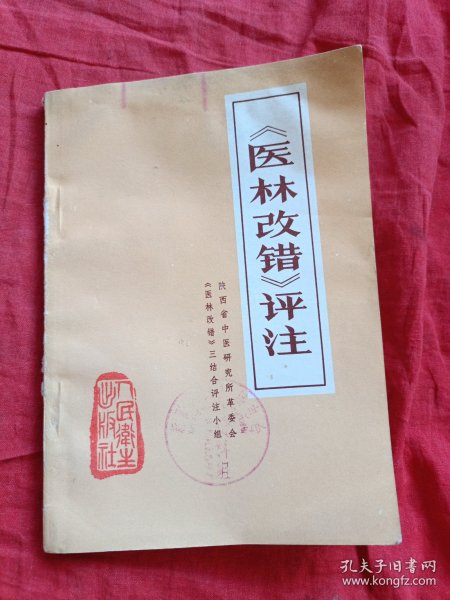 《医林改错》评注
陕西省中医研究所革委会
《医林改错》三结合评注小组
人民卫生
出版社
孔夫子旧书网
www.kongfz.com